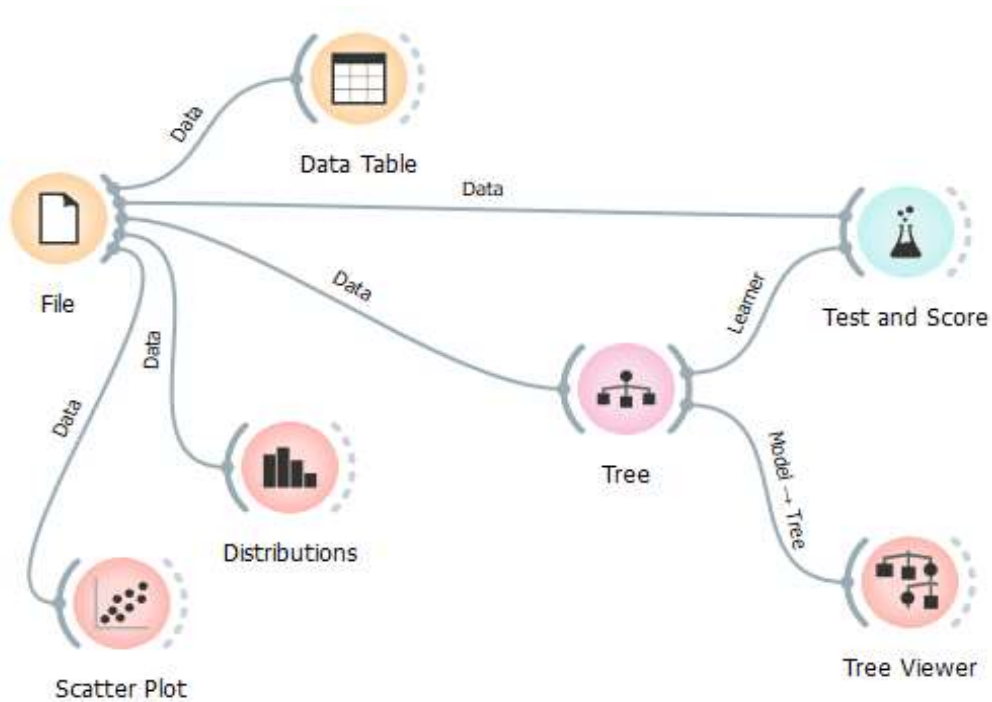 Data
Data Table
Data
File
Data
Learner
Test and Score
Data
Data
Tree
Model → Tree
Distributions
Scatter Plot
Tree Viewer